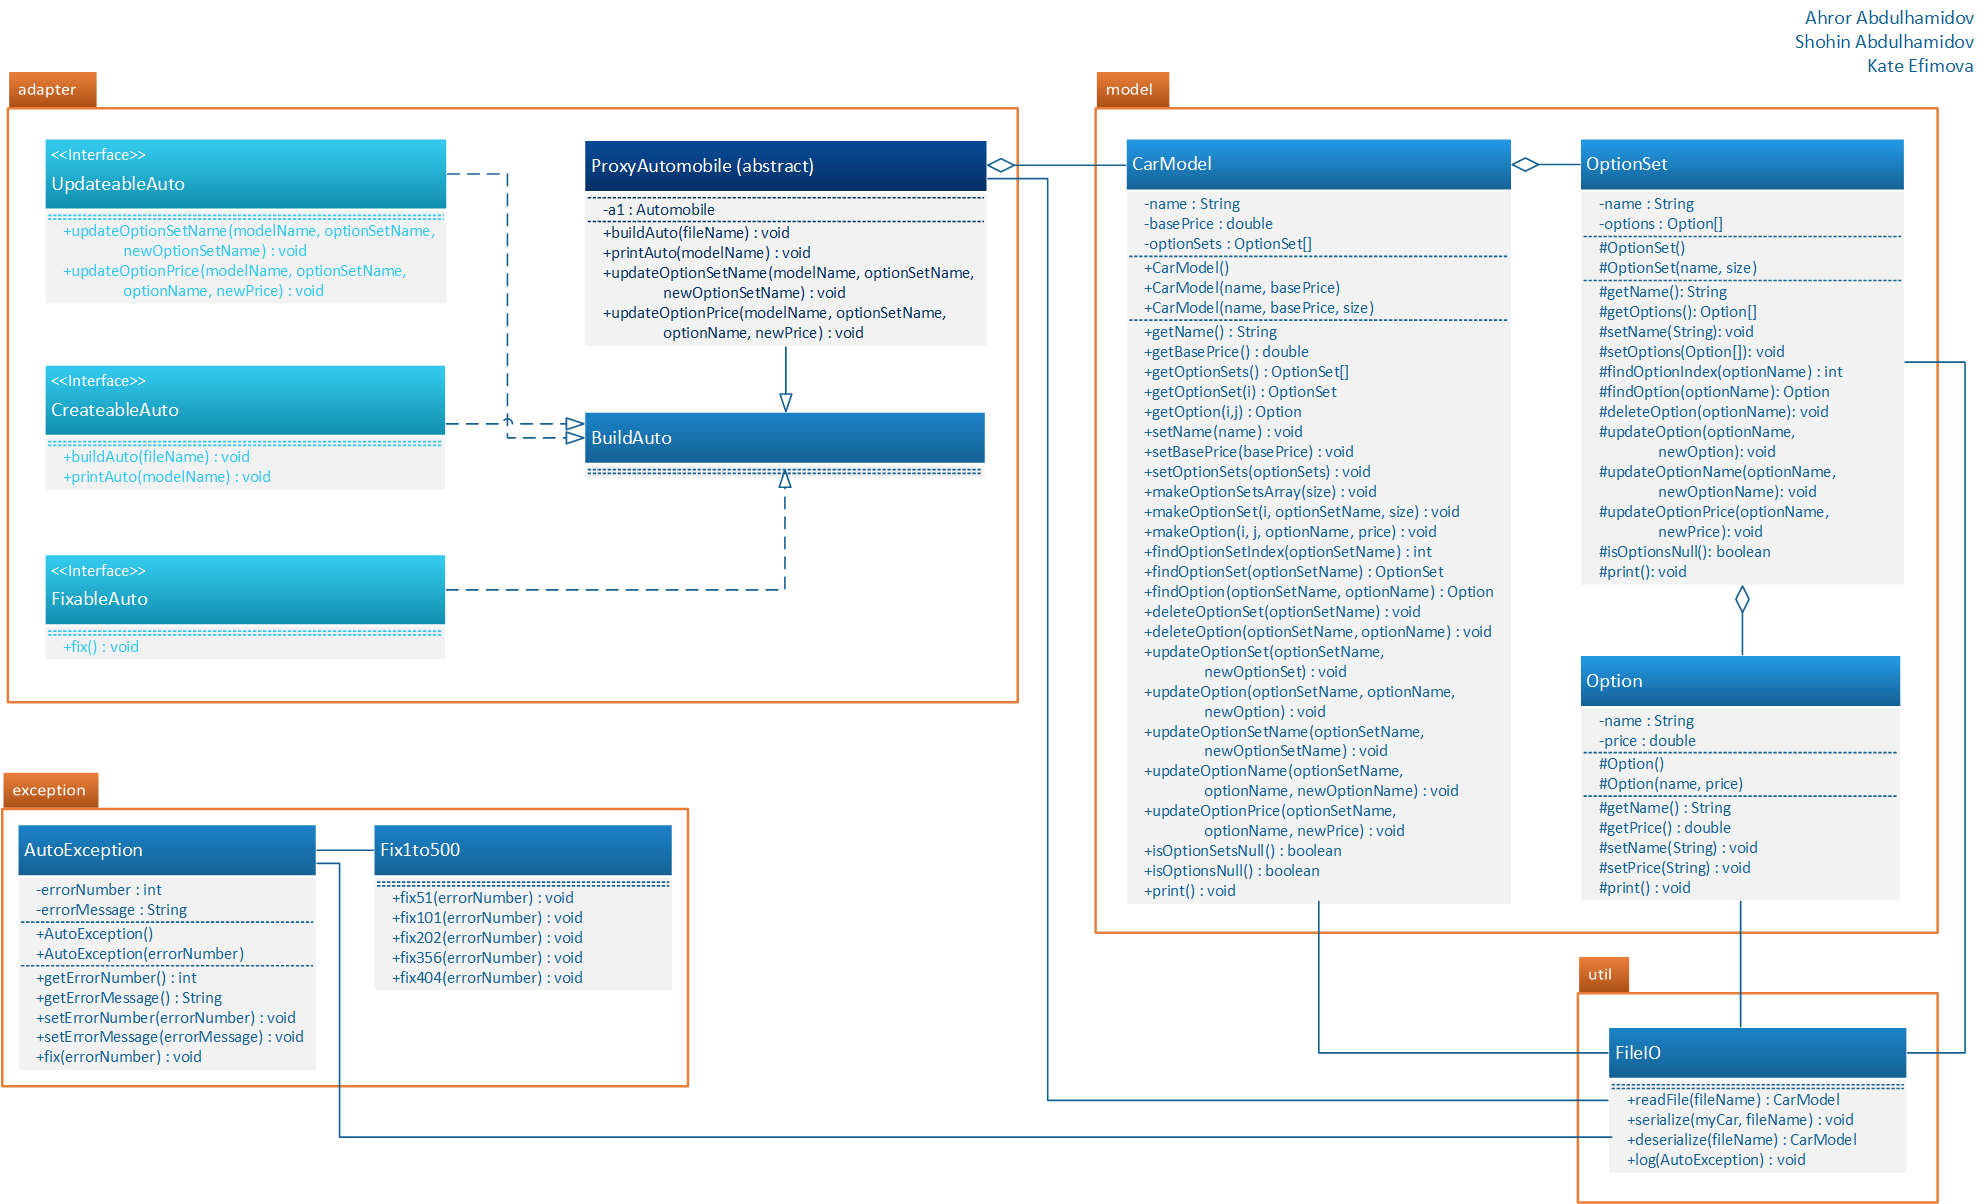 Ahror Abdulhamidov
Shohin Abdulhamidov
Kate Efimova
adapter
<<Interface>>
UpdateableAuto
+updateOptionSetName(modelName, optionSetName,
newOptionSetName) : void
+updateOptionPrice(modelName, optionSetName,
optionName, newPrice) : void
<<Interface>>
CreateableAuto
+buildAuto(fileName) : void
+printAuto(modelName) : void
<<Interface>>
FixableAuto
+fix() : void
ProxyAutomobile (abstract)
-a1 : Automobile
+buildAuto(fileName) : void
+printAuto(modelName) : void
+updateOptionSetName(modelName, optionSetName,
newOptionSetName) : void
+updateOptionPrice(modelName, optionSetName,
optionName, newPrice) : void
BuildAuto
model
CarModel
-name : String
-basePrice : double
-optionSets : OptionSet[]
+CarModel()
+CarModel(name, basePrice)
+CarModel(name, basePrice, size)
+getName() : String
+getBasePrice() : double
+getOptionSets() : OptionSet[]
+getOptionSet(i) : OptionSet
+getOption(i,j) : Option
+setName(name) : void
+setBasePrice(basePrice) : void
+setOptionSets(optionSets) : void
+makeOptionSetsArray(size) : void
+makeOptionSet(i, optionSetName, size) : void
+makeOption(i, j, optionName, price) : void
+findOptionSetIndex(optionSetName) : int
+findOptionSet(optionSetName) : OptionSet
+findOption(optionSetName, optionName) : Option
+deleteOptionSet(optionSetName) : void
+deleteOption(optionSetName, optionName) : void
+updateOptionSet(optionSetName,
newOptionSet) : void
+updateOption(optionSetName, optionName,
newOption) : void
+updateOptionSetName(optionSetName,
newOptionSetName) : void
+updateOptionName(optionSetName,
optionName, newOptionName) : void
+updateOptionPrice(optionSetName,
optionName, newPrice) : void
+isOptionSetsNull() : boolean
+isOptionsNull() : boolean
+print() : void
OptionSet
-name : String
-options : Option[]
#OptionSet()
#OptionSet(name, size)
#getName(): String
#getOptions(): Option[]
#setName(String): void
#setOptions(Option[]): void
#findOptionIndex(optionName) : int
#findOption(optionName): Option
#deleteOption(optionName): void
#updateOption(optionName,
newOption): void
#updateOptionName(optionName,
newOptionName): void
#updateOptionPrice(optionName,
newPrice): void
#isOptionsNull(): boolean
#print(): void
Option
-name : String
-price : double
#Option()
#Option(name, price)
#getName() : String
#getPrice() : double
#setName(String) : void
#setPrice(String) : void
#print() : void
exception
AutoException
-errorNumber : int
-errorMessage : String
+AutoException()
+AutoException(errorNumber)
+getErrorNumber() : int
+getErrorMessage() : String
+setErrorNumber(errorNumber) : void
+setErrorMessage(errorMessage) : void
+fix(errorNumber) : void
Fix1to500
+fix51(errorNumber) : void
+fix101(errorNumber) : void
+fix202(errorNumber) : void
+fix356(errorNumber) : void
+fix404(errorNumber) : void
util
FileIO
+readFile(fileName) : CarModel
+serialize(myCar, fileName) : void
+deserialize(fileName) : CarModel
+log(AutoException) : void